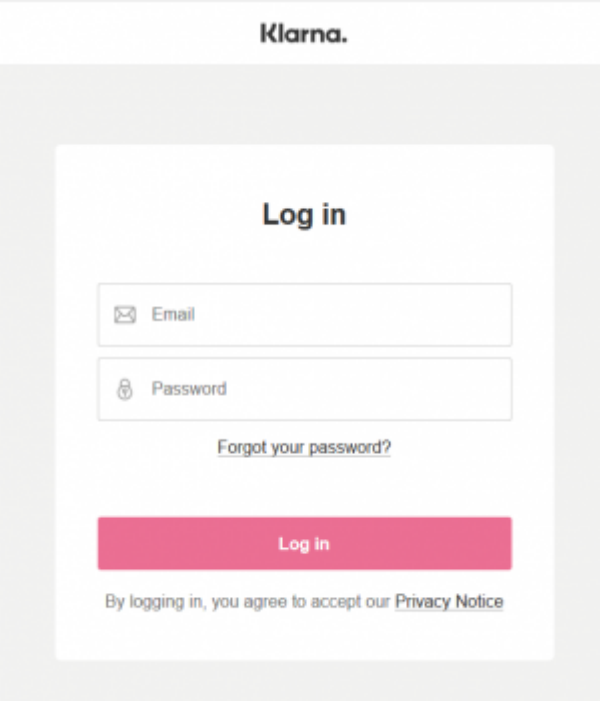 Klarna.
Log in
Email
Password
Forgot your password?
Log in
By logging in, you agree to accept our Privacy Notice